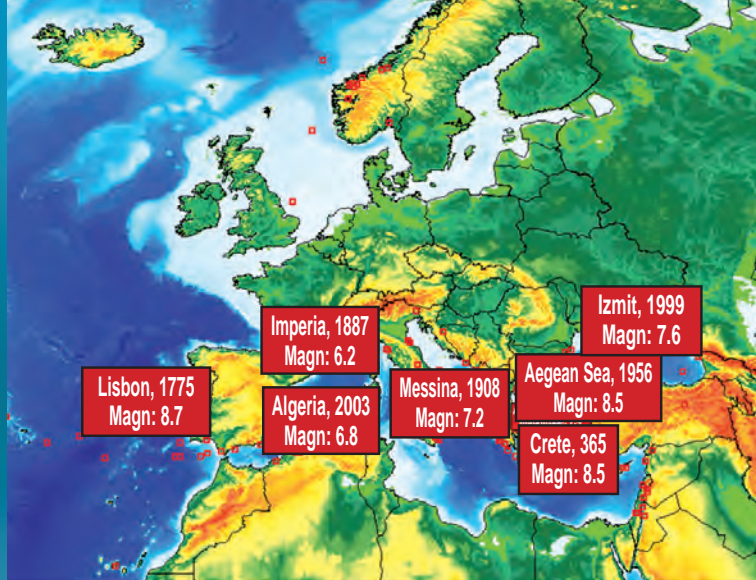 Izmit, 1999
Magn: 7.6
Imperia, 1887
Magn: 6.2
Lisbon, 1775
Magn: 8.7
Aegean Sea, 1956
Magn: 8.5
Messina, 1908
Magn: 7.2
Algeria, 2003
Magn: 6.8
Crete, 365
Magn: 8.5